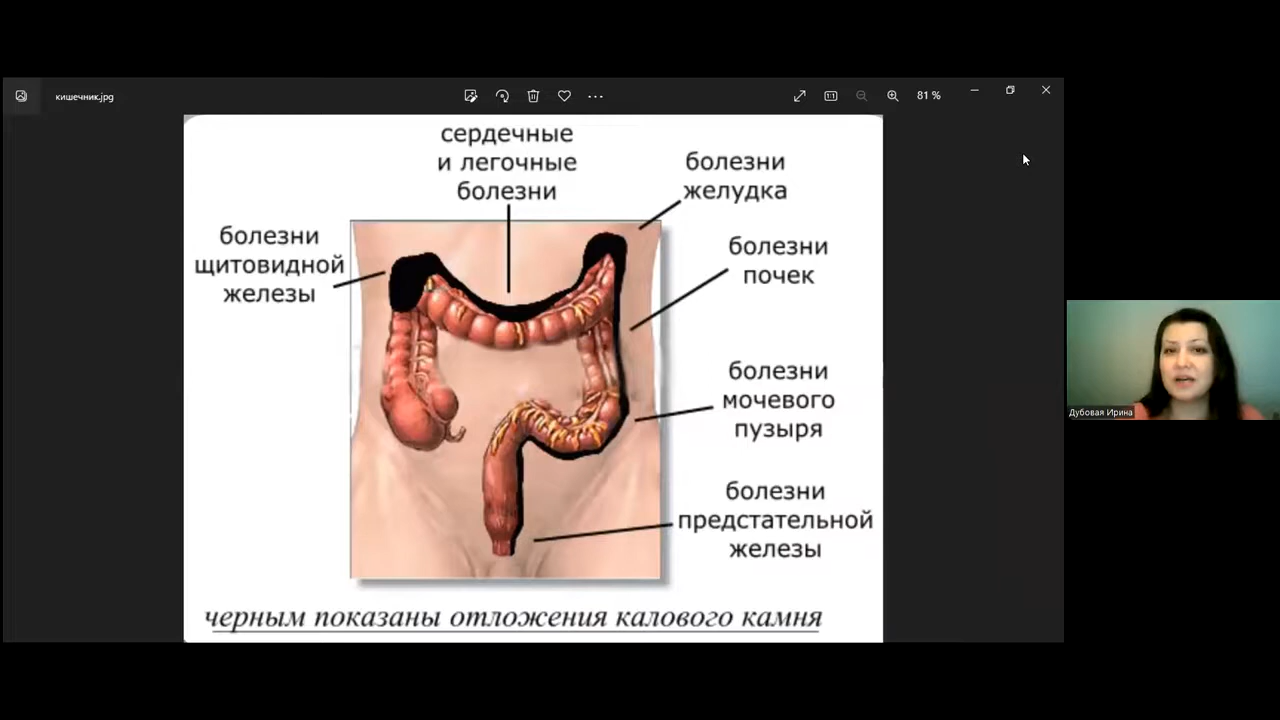 кишечник.jpg
81 %
сердечные
и легочные
болезни
болезни
желудка
болезни
щитовидной
железы
болезни
почек
болезни
мочевого
пузыря
болезни
предстательной
железы
черным показаны отложения калового камня
Дубовая Ирина